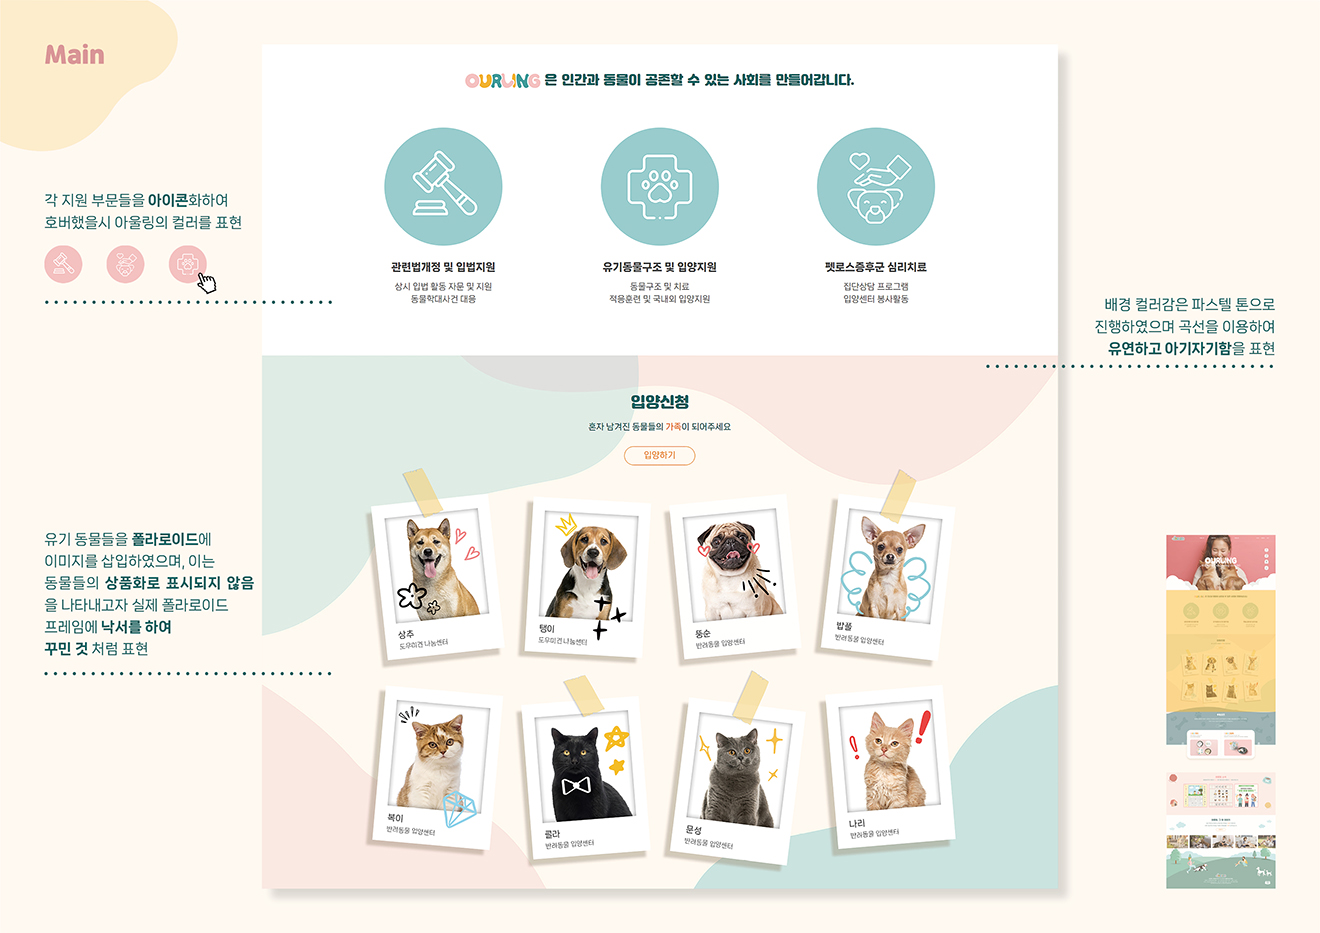 Main
OURLING 은 인간과 동물이 공존할 수 있는 사회를 만들어갑니다.
각 지원 부문들을 아이콘화하여
호버했을시 아울링의 컬러를 표현
관련법개정 및 입법지원
상시 입법 활동 자문 및 지원
동물학대사건 대응
유기동물구조 및 입양지원
동물구조 및 치료
적응훈련 및 국내외 입양지원
펫로스증후군 심리치료
집단상담 프로그램
입양센터 봉사활동
배경 컬러감은 파스텔 톤으로
진행하였으며 곡선을 이용하여
유연하고 아기자기함을 표현
입양신청
혼자 남겨진 동물들의 가족이 되어주세요
입양하기
유기 동물들을 폴라로이드에
이미지를 삽입하였으며, 이는
동물들의 상품화로 표시되지 않음
을 나타내고자 실제 폴라로이드
프레임에 낙서를 하여
꾸민 것 처럼 표현
상추
도우미견 나눔센터
탱이
도우미견 나눔센터
뚱순
반려동물 입양센터
밥풀
반려동물 입양센터
복이
반려동물 입양센터
콜라
반려동물 입양센터
문성
반려동물 입양센터
나리
반려동물 입양센터
OURLING